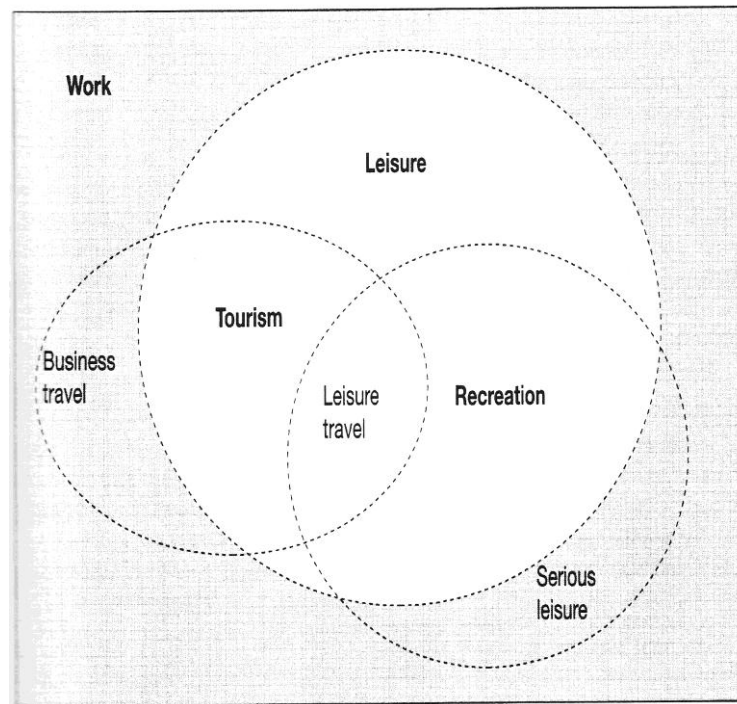 Work
Leisure
Tourism
Business
travel
Leisure
travel
Recreation
Serious
leisure